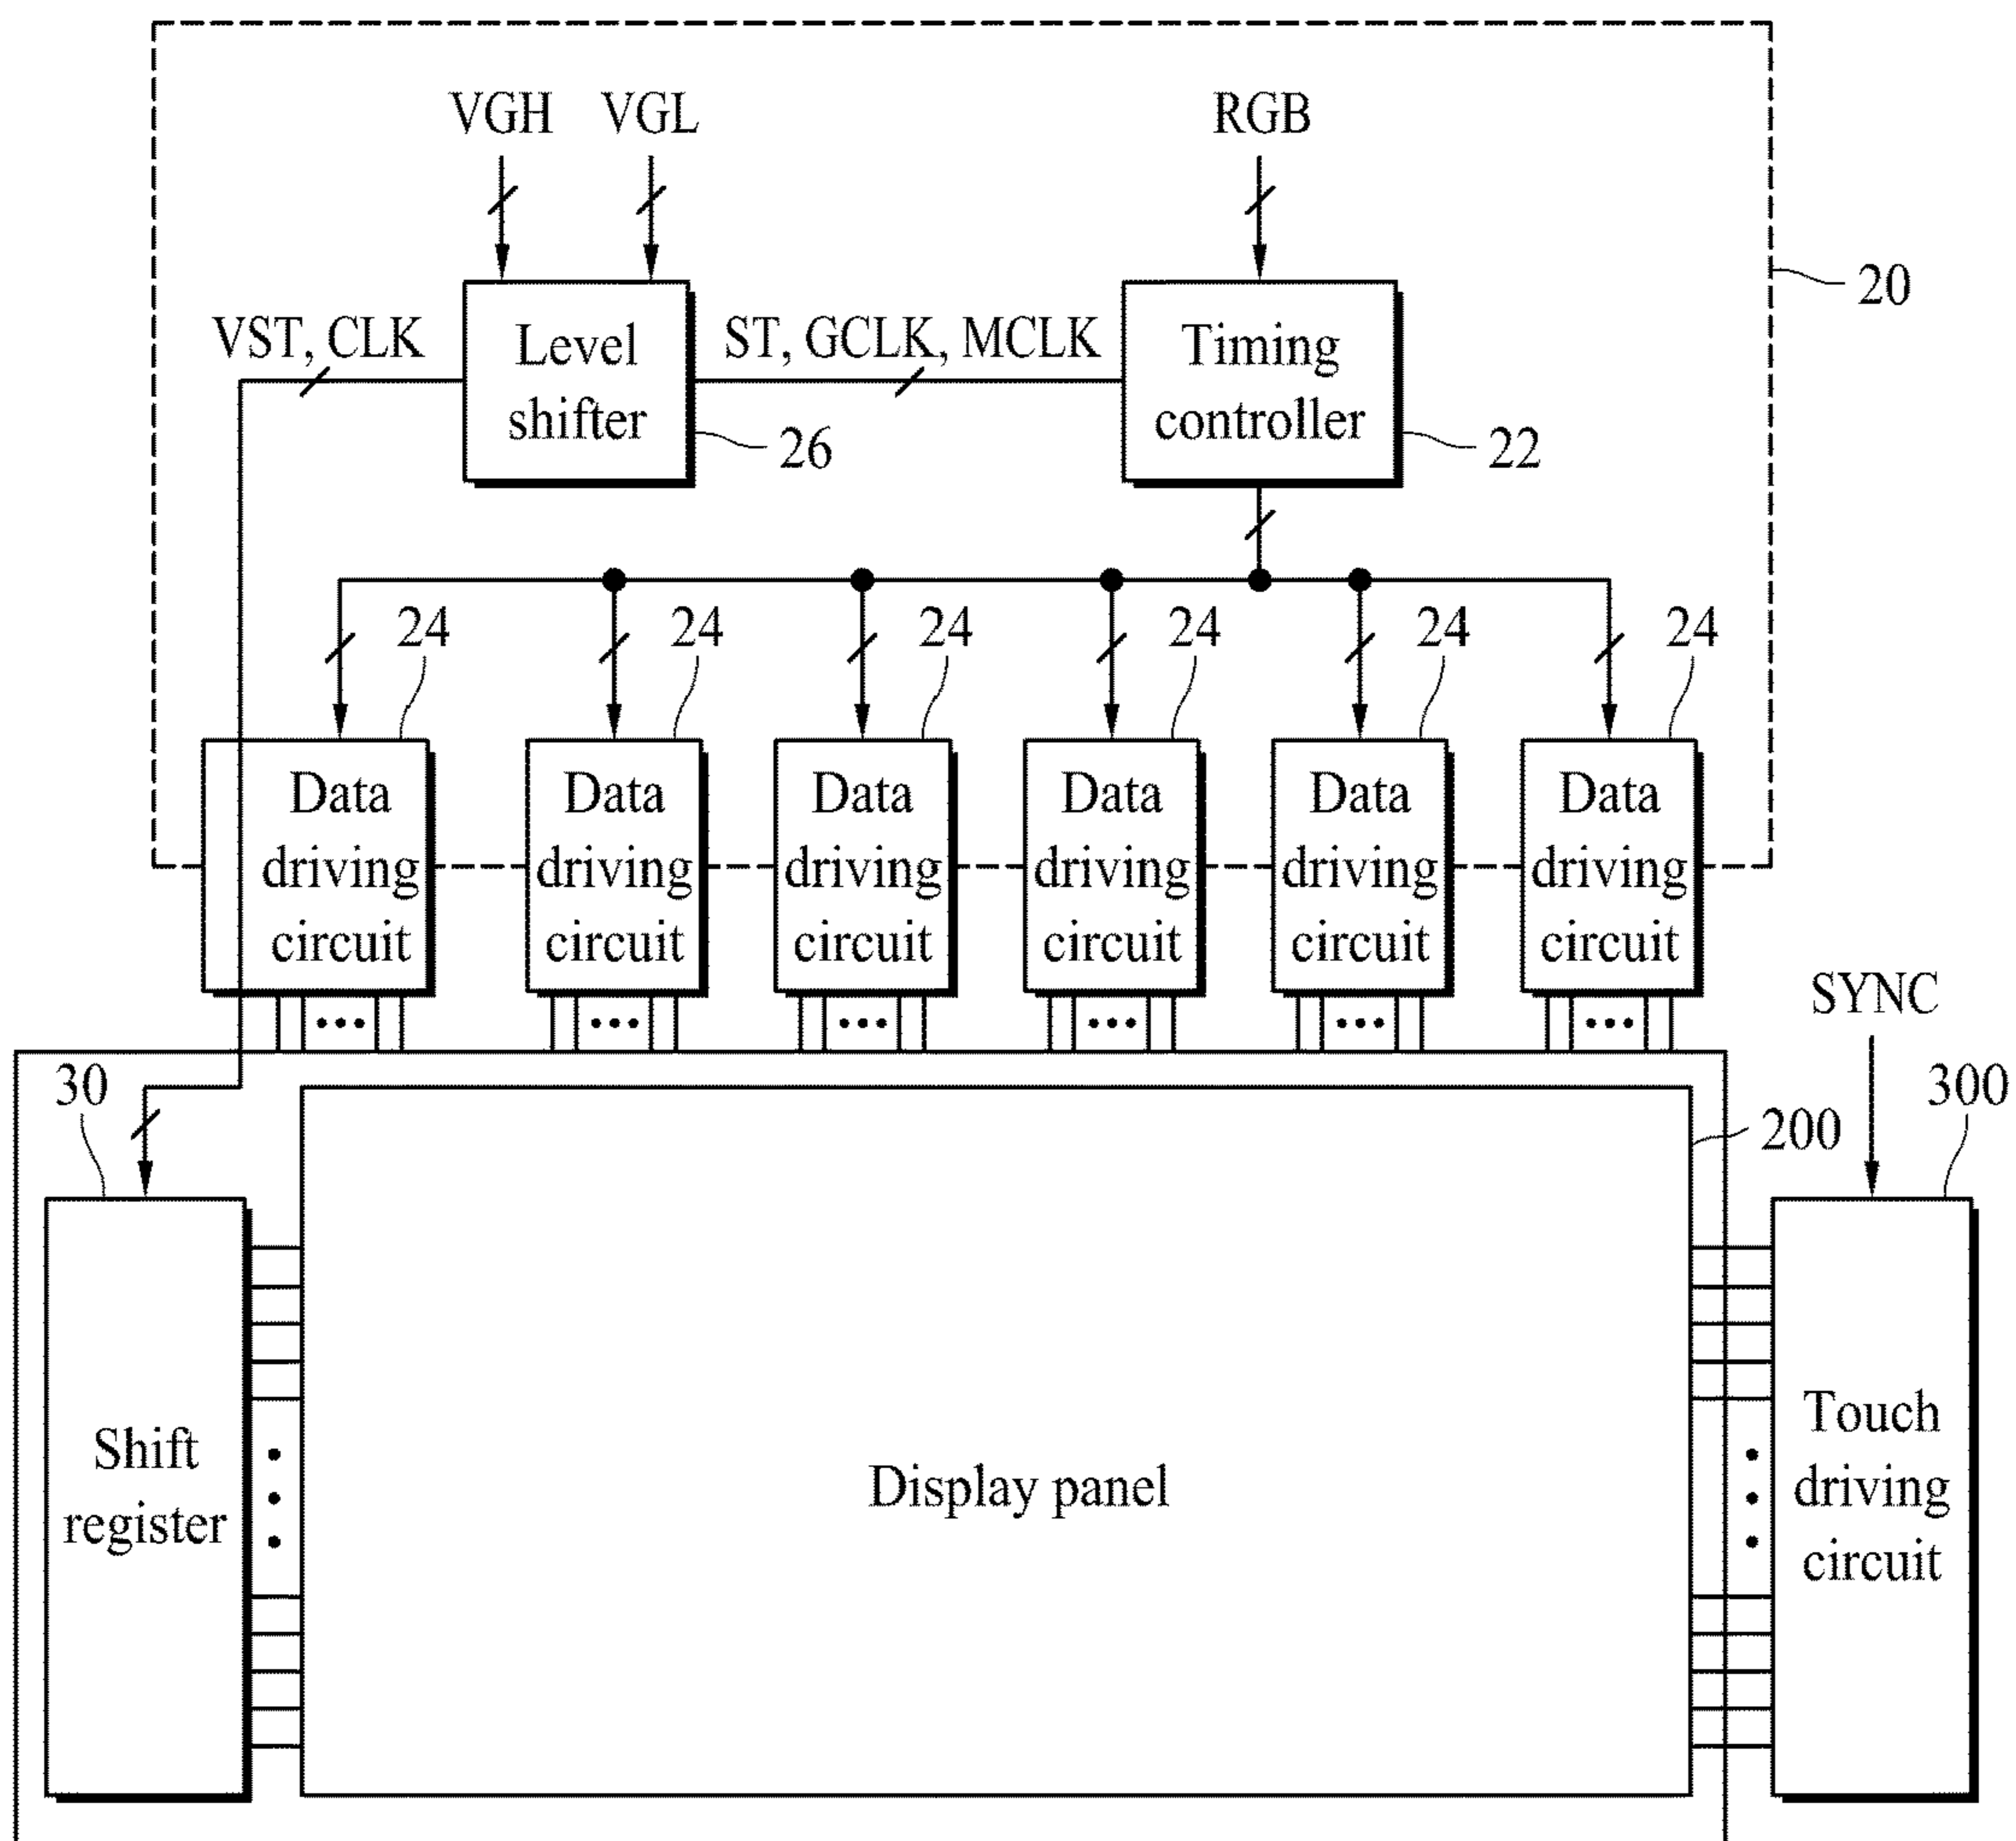 VGH VGL RGB
20
VST, CLK
Level
shifter
26
ST, GCLK, MCLK
Timing
controller
22
24 24 24 24 24 24
Data
driving
circuit
Data
driving
circuit
Data
driving
circuit
Data
driving
circuit
Data
driving
circuit
Data
driving
circuit
SYNC
30
200
300
Shift
register
Display panel
Touch
driving
circuit